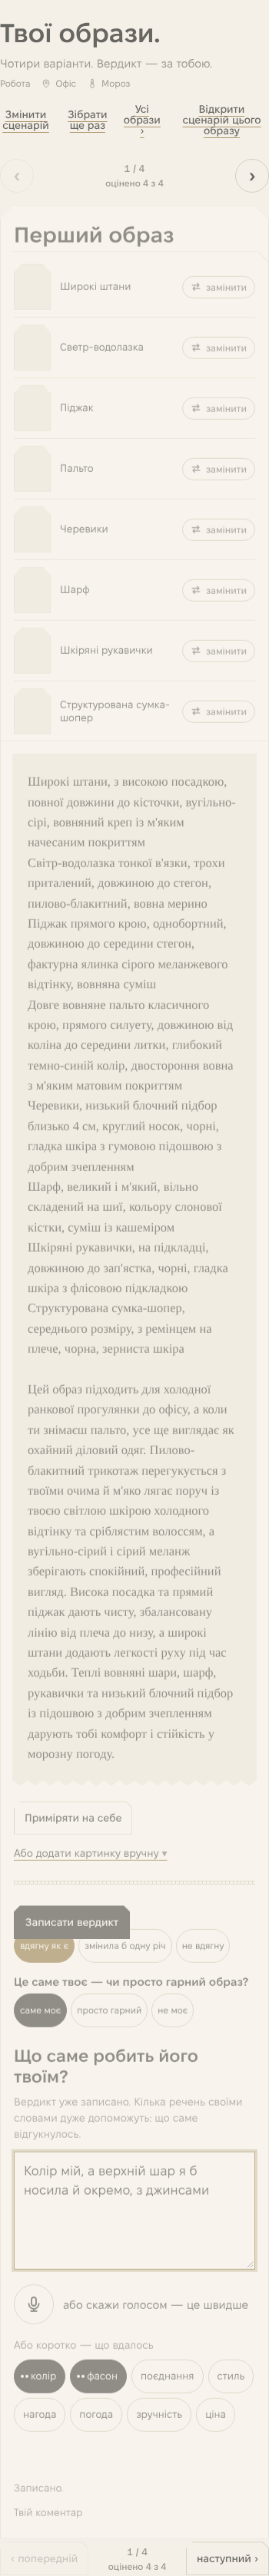 Твої образи.
Чотири варіанти. Вердикт — за тобою.
Робота Офіс Мороз
Змінити
сценарій
Зібрати
ще раз
Усі
образи
›
Відкрити
сценарій цього
образу
‹
1 / 4
оцінено 4 з 4
›
Перший образ
Широкі штани
замінити
Светр-водолазка
замінити
Піджак
замінити
Пальто
замінити
Черевики
замінити
Шарф
замінити
Шкіряні рукавички
замінити
Структурована сумка-
шопер
замінити
Широкі штани, з високою посадкою,
повної довжини до кісточки, вугільно-
сірі, вовняний креп із м'яким
начесаним покриттям
Світр-водолазка тонкої в'язки, трохи
приталений, довжиною до стегон,
пилово-блакитний, вовна мерино
Піджак прямого крою, однобортний,
довжиною до середини стегон,
фактурна ялинка сірого меланжевого
відтінку, вовняна суміш
Довге вовняне пальто класичного
крою, прямого силуету, довжиною від
коліна до середини литки, глибокий
темно-синій колір, двостороння вовна
з м'яким матовим покриттям
Черевики, низький блочний підбор
близько 4 см, круглий носок, чорні,
гладка шкіра з гумовою підошвою з
добрим зчепленням
Шарф, великий і м'який, вільно
складений на шиї, кольору слонової
кістки, суміш із кашеміром
Шкіряні рукавички, на підкладці,
довжиною до зап'ястка, чорні, гладка
шкіра з флісовою підкладкою
Структурована сумка-шопер,
середнього розміру, з ремінцем на
плече, чорна, зерниста шкіра
Цей образ підходить для холодної
ранкової прогулянки до офісу, а коли
ти знімаєш пальто, усе ще виглядає як
охайний діловий одяг. Пилово-
блакитний трикотаж перегукується з
твоїми очима й м'яко лягає поруч із
твоєю світлою шкірою холодного
відтінку та сріблястим волоссям, а
вугільно-сірий і сірий меланж
зберігають спокійний, професійний
вигляд. Висока посадка та прямий
піджак дають чисту, збалансовану
лінію від плеча до низу, а широкі
штани додають легкості руху під час
ходьби. Теплі вовняні шари, шарф,
рукавички та низький блочний підбор
із підошвою з добрим зчепленням
дарують тобі комфорт і стійкість у
морозну погоду.
Приміряти на себе
Або додати картинку вручну ▾
Записати вердикт
вдягну як є
змінила б одну річ
не вдягну
Це саме твоє — чи просто гарний образ?
саме моє
просто гарний
не моє
Що саме робить його
твоїм?
Вердикт уже записано. Кілька речень своїми
словами дуже допоможуть: що саме
відгукнулось.
Колір мій, а верхній шар я б
носила й окремо, з джинсами
або скажи голосом — це швидше
Або коротко — що вдалось
•• колір
•• фасон
поєднання
стиль
нагода
погода
зручність
ціна
Записано.
Твій коментар
‹ попередній
1 / 4
оцінено 4 з 4
наступний ›